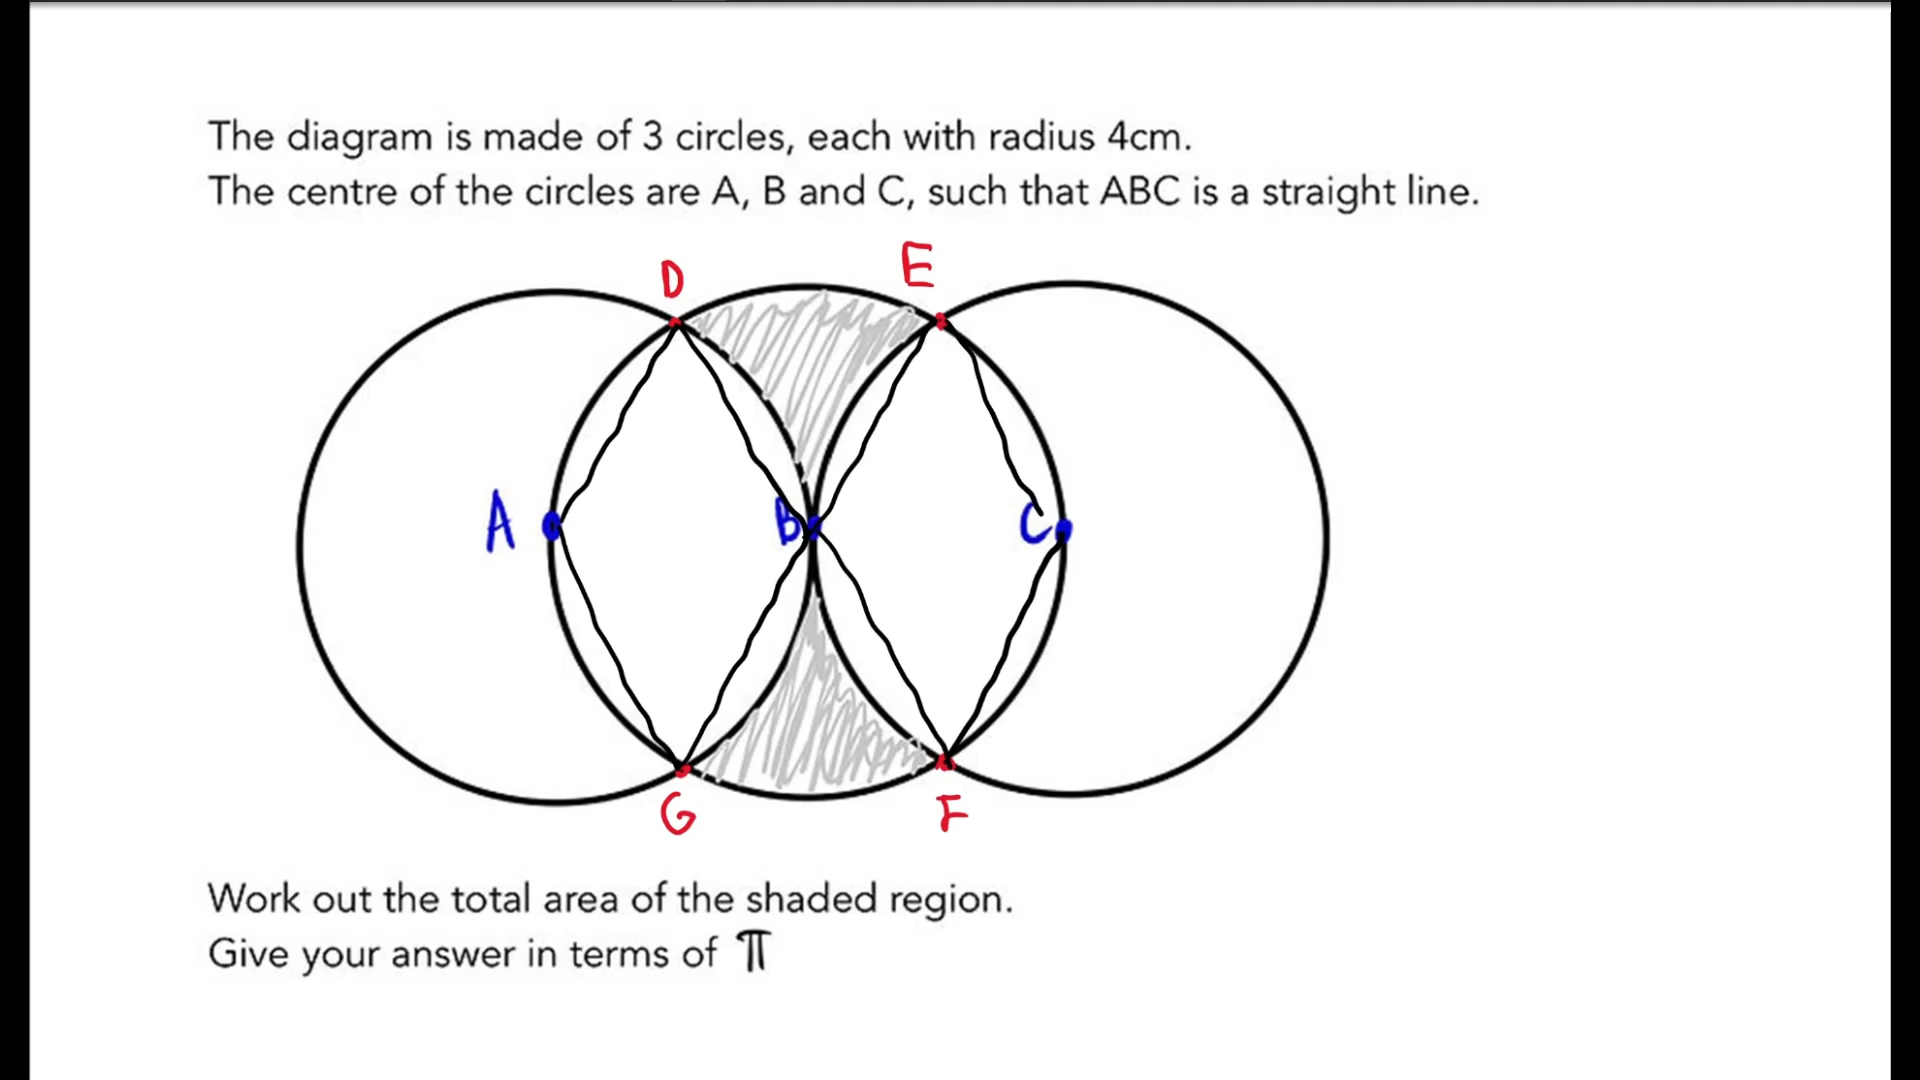 The diagram is made of 3 circles, each with radius 4cm.
The centre of the circles are A, B and C, such that ABC is a straight line.
D
E
A
B
C
G
F
Work out the total area of the shaded region.
Give your answer in terms of π